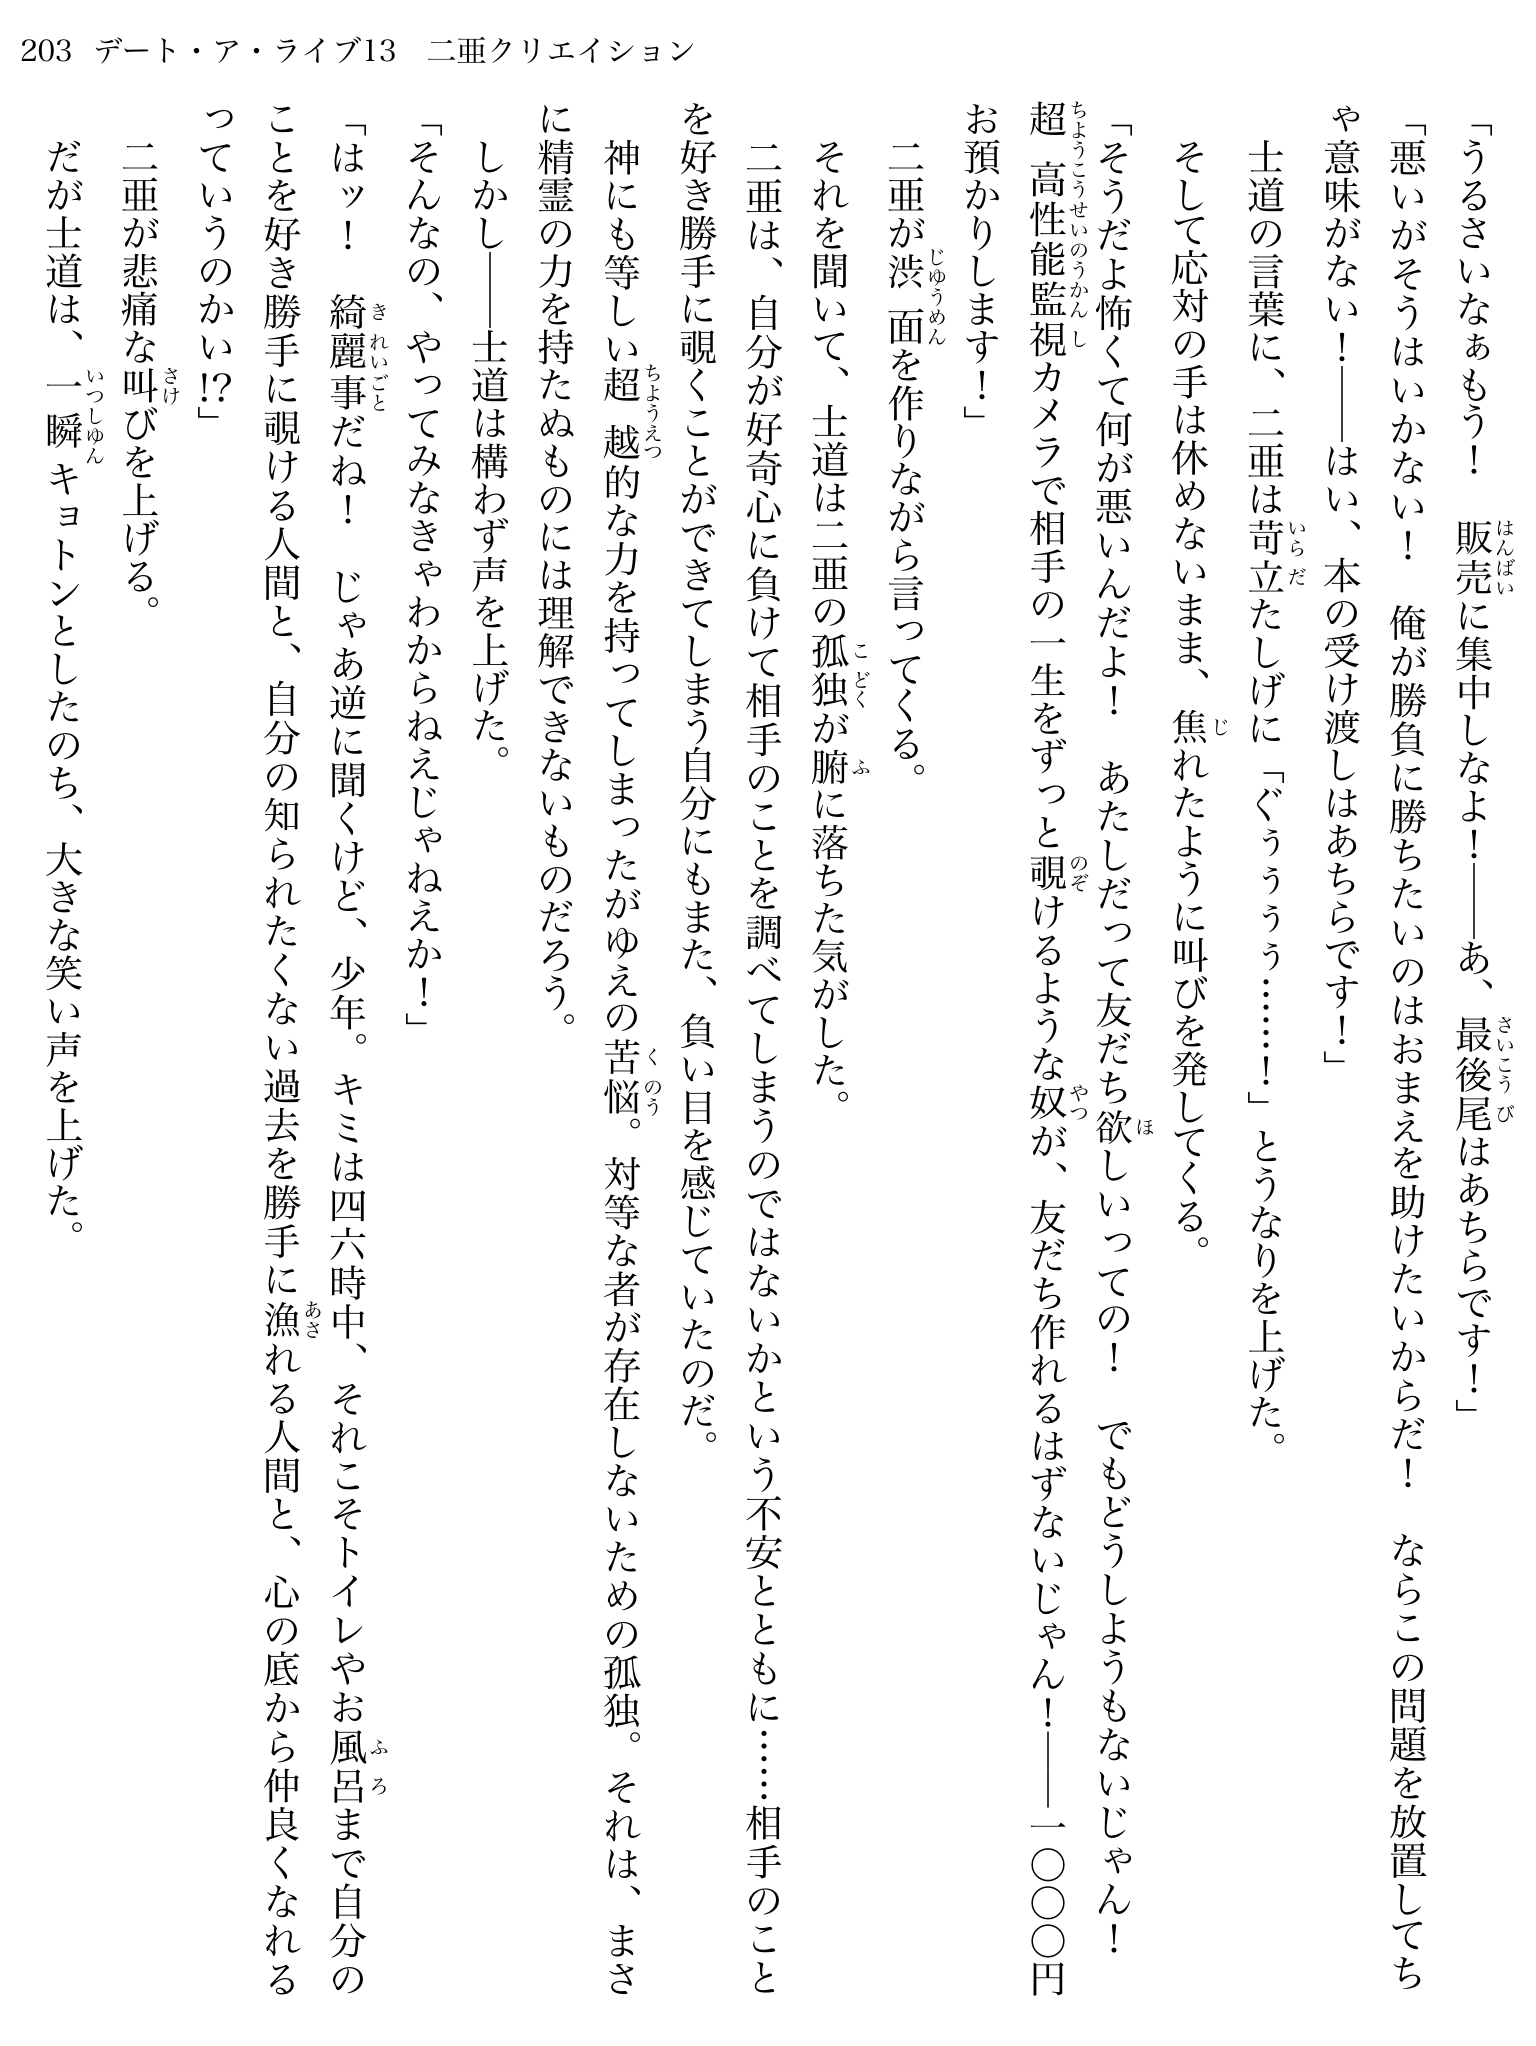 203 デート・ア・ライブ13　二亜クリエイション
「うるさいなぁもう！　販売に集中しなよ！――あ、最後尾はあちらです！」
「悪いがそうはいかない！　俺が勝負に勝ちたいのはおまえを助けたいからだ！　ならこの問題を放置してち
ゃ意味がない！――はい、本の受け渡しはあちらです！」
　士道の言葉に、二亜は苛立たしげに「ぐぅぅぅぅ……！」とうなりを上げた。
　そして応対の手は休めないまま、焦れたように叫びを発してくる。
「そうだよ怖くて何が悪いんだよ！　あたしだって友だち欲しいっての！　でもどうしようもないじゃん！
超高性能監視カメラで相手の一生をずっと覗けるような奴が、友だち作れるはずないじゃん！――一〇〇〇円
お預かりします！」
　二亜が渋面を作りながら言ってくる。
　それを聞いて、士道は二亜の孤独が腑に落ちた気がした。
　二亜は、自分が好奇心に負けて相手のことを調べてしまうのではないかという不安とともに……相手のこと
を好き勝手に覗くことができてしまう自分にもまた、負い目を感じていたのだ。
　神にも等しい超越的な力を持ってしまったがゆえの苦悩。対等な者が存在しないための孤独。それは、まさ
に精霊の力を持たぬものには理解できないものだろう。
　しかし――士道は構わず声を上げた。
「そんなの、やってみなきゃわからねえじゃねえか！」
「はッ！　綺麗事だね！　じゃあ逆に聞くけど、少年。キミは四六時中、それこそトイレやお風呂まで自分の
ことを好き勝手に覗ける人間と、自分の知られたくない過去を勝手に漁れる人間と、心の底から仲良くなれる
っていうのかい!?」
　二亜が悲痛な叫びを上げる。
　だが士道は、一瞬キョトンとしたのち、大きな笑い声を上げた。